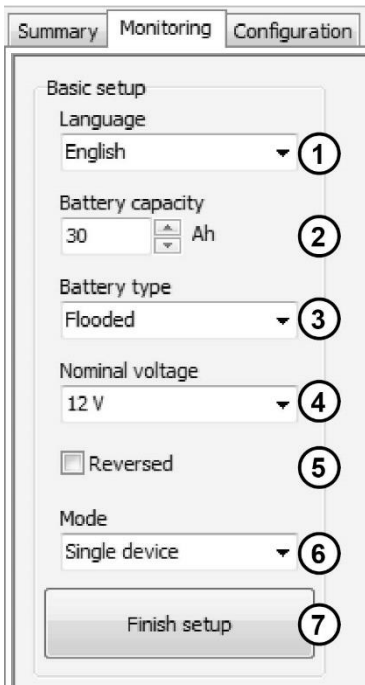 Summary Monitoring Configuration
Basic setup
Language
English 1
Battery capacity
30 Ah 2
Battery type
Flooded 3
Nominal voltage
12 V 4
Reversed 5
Mode
Single device 6
Finish setup 7